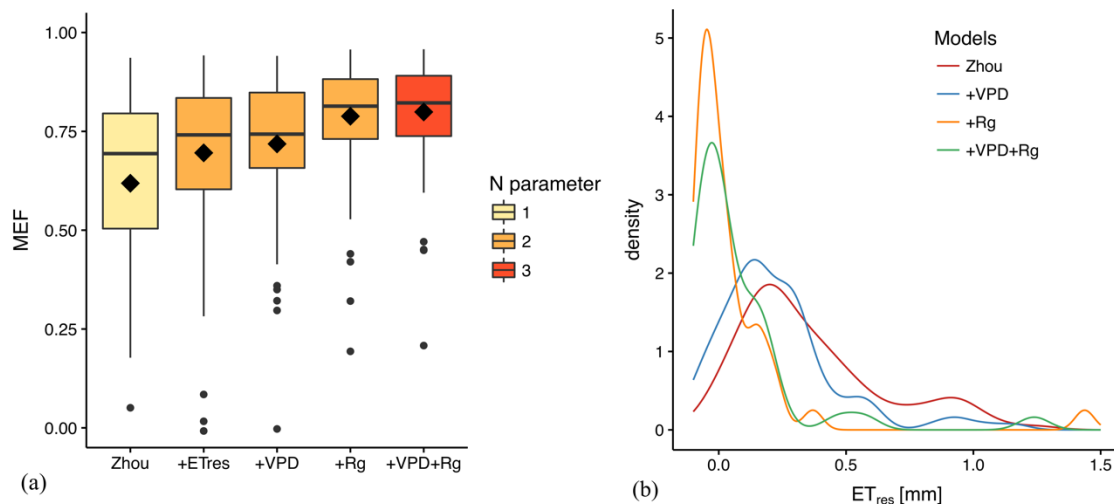 1.00
0.75
0.50
0.25
0.00
MEF
Zhou +ETres +VPD +Rg +VPD+Rg
(a)
N parameter
1
2
3
5
4
3
2
1
0
density
Models
Zhou
+VPD
+Rg
+VPD+Rg
0.0 0.5 1.0 1.5
ETres [mm]
(b)